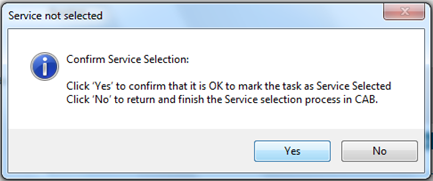 Service not selected
Confirm Service Selection:
Click 'Yes' to confirm that it is OK to mark the task as Service Selected
Click 'No' to return and finish the Service selection process in CAB.
Yes
No